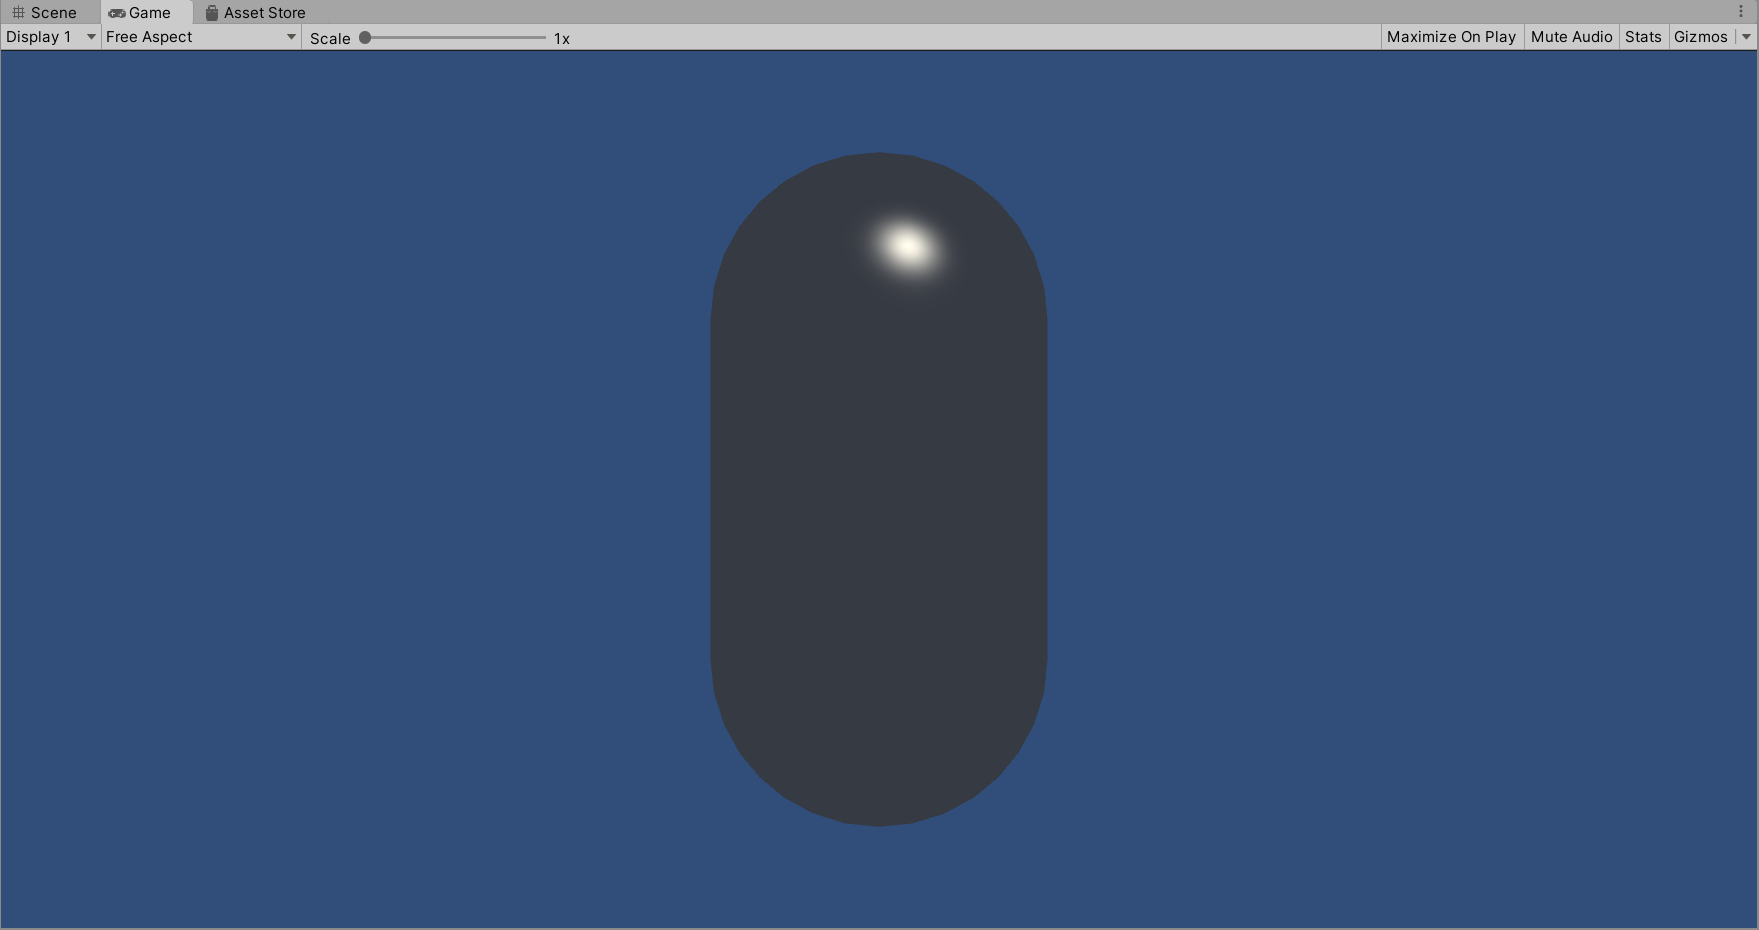 Scene Game Asset Store
Display 1 Free Aspect Scale 1x Maximize On Play Mute Audio Stats Gizmos